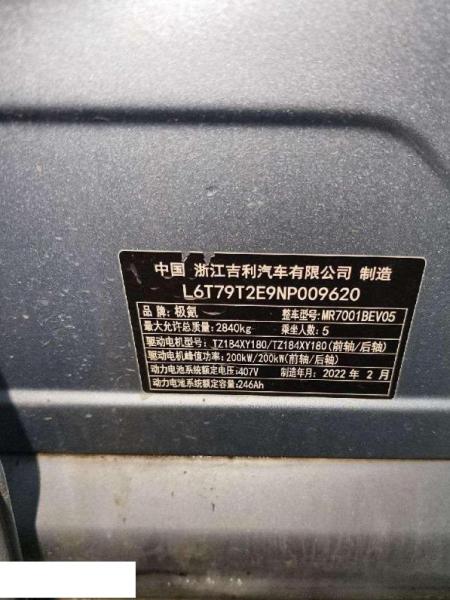 中国 浙江吉利汽车有限公司 制造
L6T79T2E9NP009620
品牌:极氪 整车型号:MR7001BEV05
最大允许总质量:2840kg 乘坐人数:5
驱动电机型号:TZ184XY180/TZ184XY180(前轴/后轴)
驱动电机峰值功率:200kW/200kW(前轴/后轴)
动力电池系统额定电压:407V 制造年月:2022 年 2 月
动力电池系统额定容量:246Ah